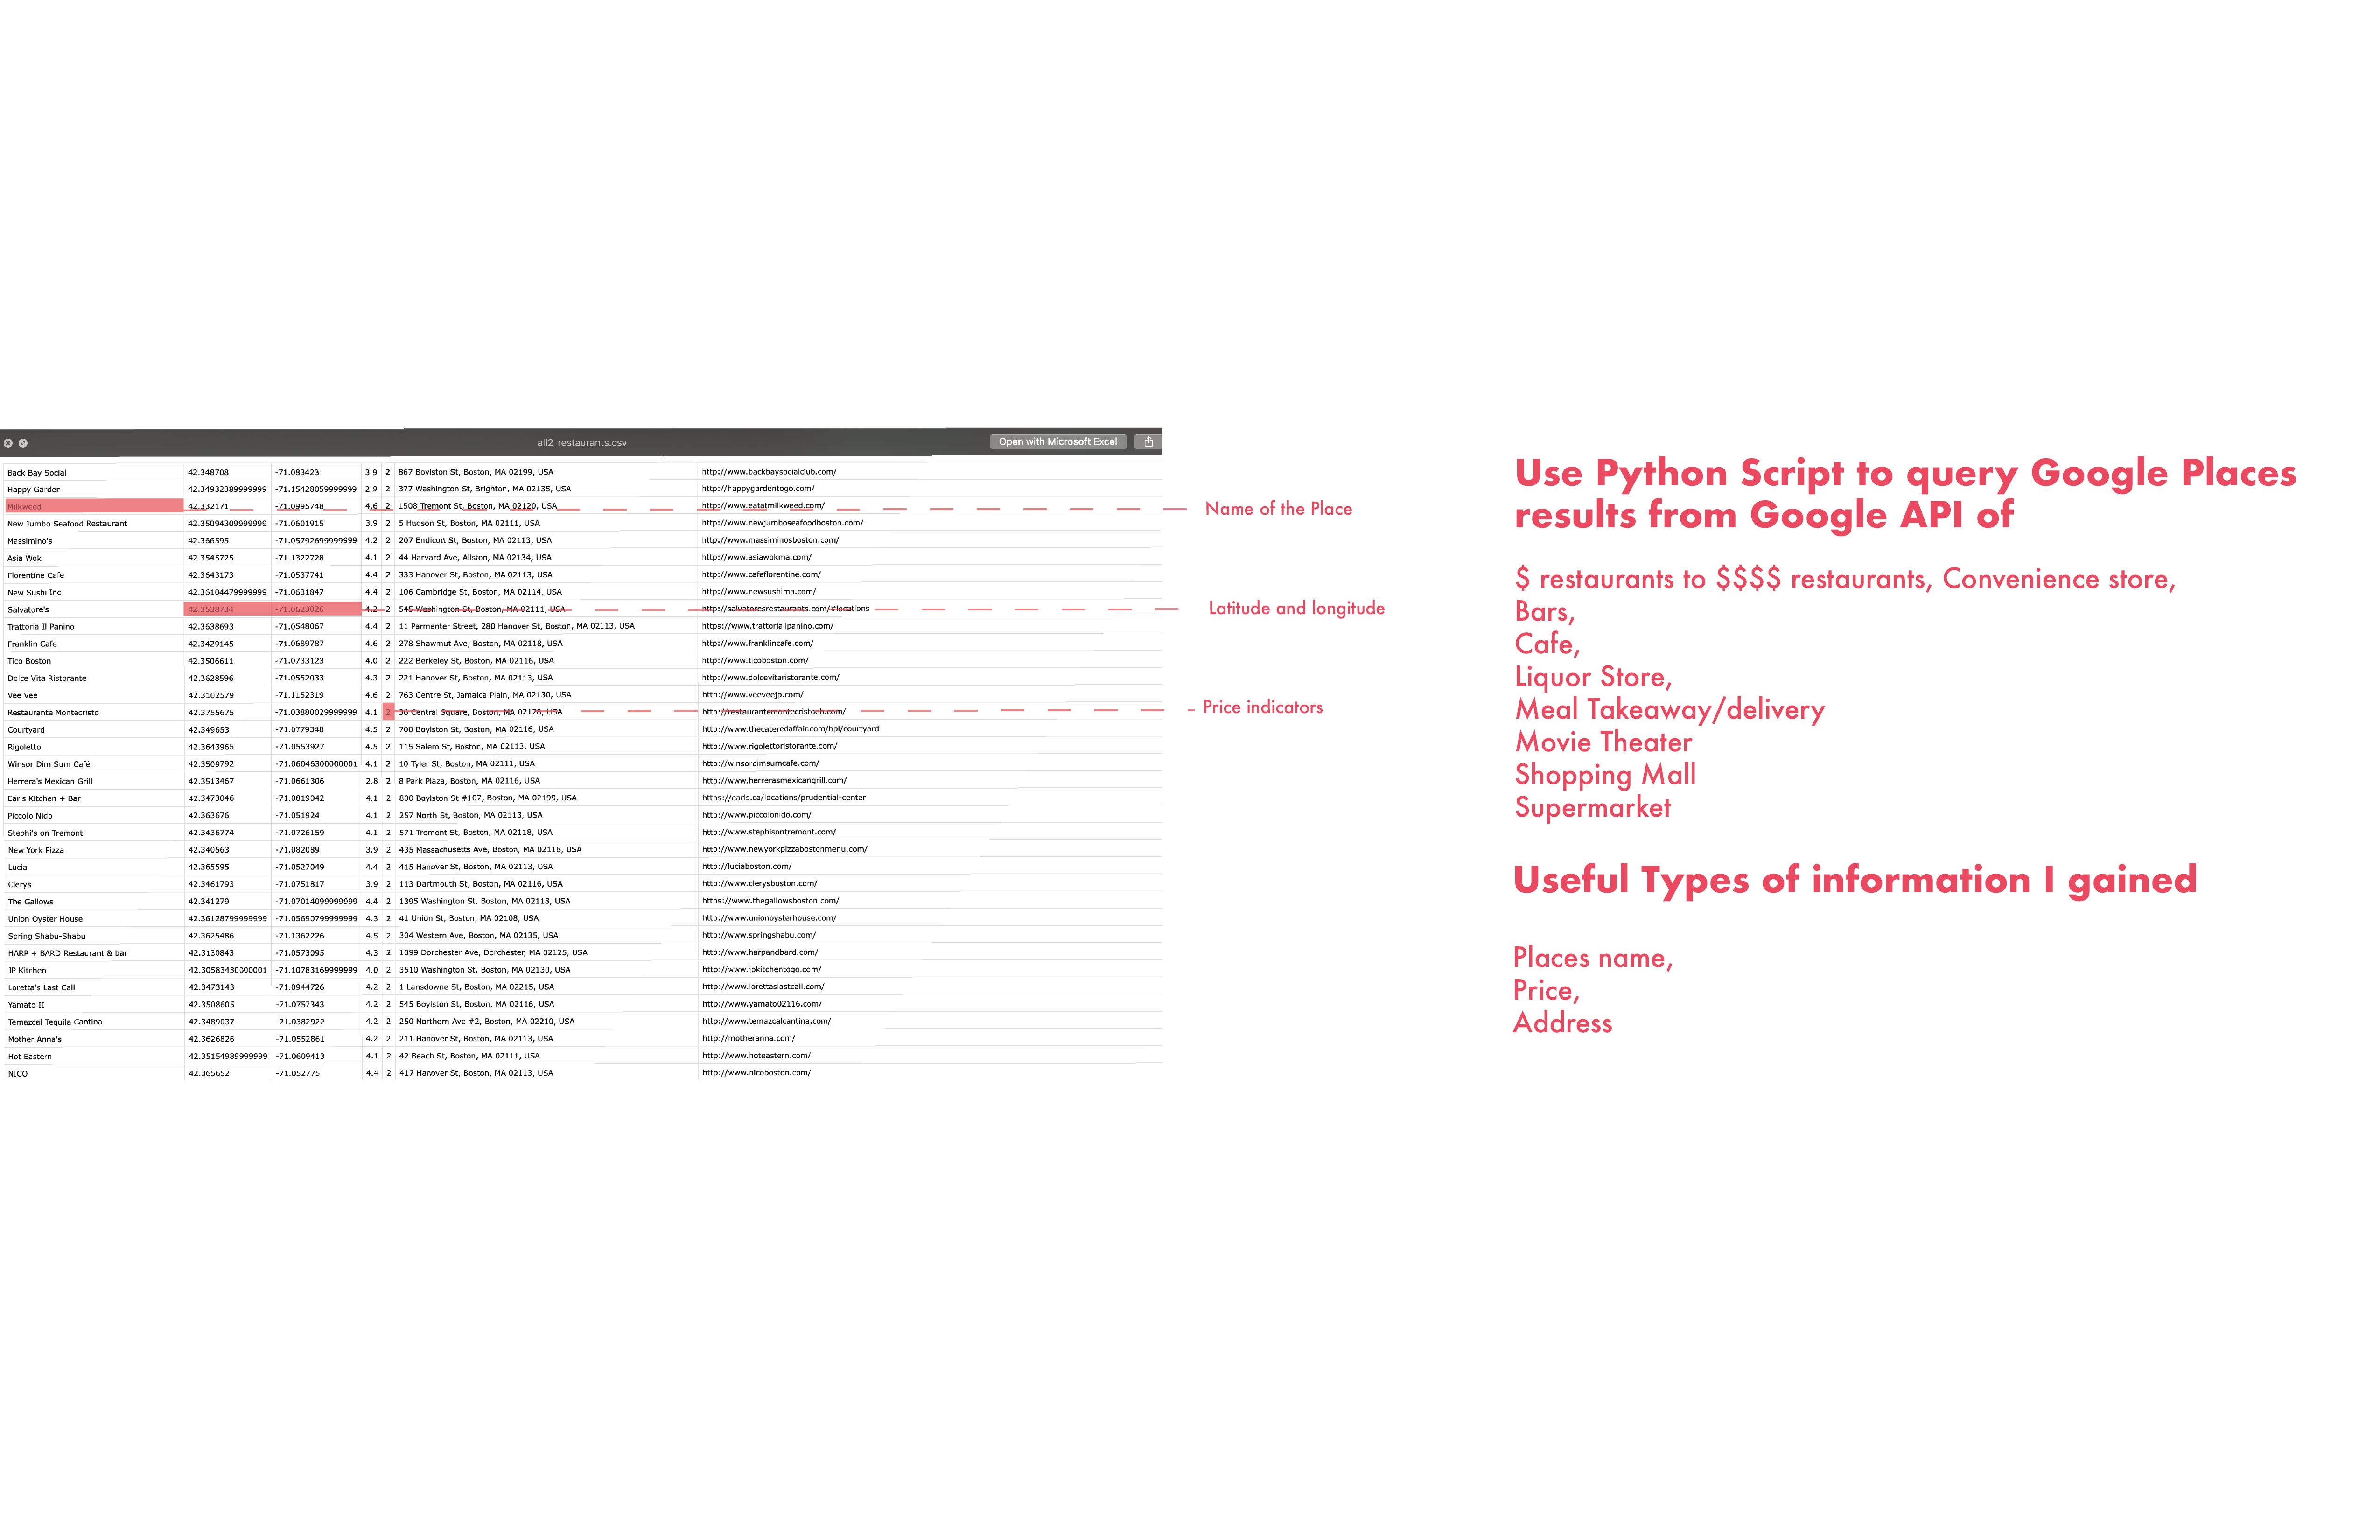 all2_restaurants.csv Open with Microsoft Excel
Back Bay Social 42.348708 -71.083423 3.9 2 867 Boylston St, Boston, MA 02199, USA http://www.backbaysocialclub.com/
Happy Garden 42.34932389999999 -71.15428059999999 2.9 2 377 Washington St, Brighton, MA 02135, USA http://happygardentogo.com/
Milkweed 42.332171 -71.0995748 4.6 2 1508 Tremont St, Boston, MA 02120, USA http://www.eatatmilkweed.com/
New Jumbo Seafood Restaurant 42.35094309999999 -71.0601915 3.9 2 5 Hudson St, Boston, MA 02111, USA http://www.newjumboseafoodboston.com/
Massimino's 42.366595 -71.05792699999999 4.2 2 207 Endicott St, Boston, MA 02113, USA http://www.massiminosboston.com/
Asia Wok 42.3545725 -71.1322728 4.1 2 44 Harvard Ave, Allston, MA 02134, USA http://www.asiawokma.com/
Florentine Cafe 42.3643173 -71.0537741 4.4 2 333 Hanover St, Boston, MA 02113, USA http://www.cafeflorentine.com/
New Sushi Inc 42.36104479999999 -71.0631847 4.4 2 106 Cambridge St, Boston, MA 02114, USA http://www.newsushima.com/
Salvatore's 42.3538734 -71.0623026 4.2 2 545 Washington St, Boston, MA 02111, USA http://salvatoresrestaurants.com/#locations
Trattoria Il Panino 42.3638693 -71.0548067 4.4 2 11 Parmenter Street, 280 Hanover St, Boston, MA 02113, USA https://www.trattoriailpanino.com/
Franklin Cafe 42.3429145 -71.0689787 4.6 2 278 Shawmut Ave, Boston, MA 02118, USA http://www.franklincafe.com/
Tico Boston 42.3506611 -71.0733123 4.0 2 222 Berkeley St, Boston, MA 02116, USA http://www.ticoboston.com/
Dolce Vita Ristorante 42.3628596 -71.0552033 4.3 2 221 Hanover St, Boston, MA 02113, USA http://www.dolcevitaristorante.com/
Vee Vee 42.3102579 -71.1152319 4.6 2 763 Centre St, Jamaica Plain, MA 02130, USA http://www.veeveejp.com/
Restaurante Montecristo 42.3755675 -71.03880029999999 4.1 2 36 Central Square, Boston, MA 02128, USA http://restaurantemontecristoeb.com/
Courtyard 42.349653 -71.0779348 4.5 2 700 Boylston St, Boston, MA 02116, USA http://www.thecateredaffair.com/bpl/courtyard
Rigoletto 42.3643965 -71.0553927 4.5 2 115 Salem St, Boston, MA 02113, USA http://www.rigolettoristorante.com/
Winsor Dim Sum Café 42.3509792 -71.06046300000001 4.1 2 10 Tyler St, Boston, MA 02111, USA http://winsordimsumcafe.com/
Herrera's Mexican Grill 42.3513467 -71.0661306 2.8 2 8 Park Plaza, Boston, MA 02116, USA http://www.herrerasmexicangrill.com/
Earls Kitchen + Bar 42.3473046 -71.0819042 4.1 2 800 Boylston St #107, Boston, MA 02199, USA https://earls.ca/locations/prudential-center
Piccolo Nido 42.363676 -71.051924 4.1 2 257 North St, Boston, MA 02113, USA http://www.piccolonido.com/
Stephi's on Tremont 42.3436774 -71.0726159 4.1 2 571 Tremont St, Boston, MA 02118, USA http://www.stephisontremont.com/
New York Pizza 42.340563 -71.082089 3.9 2 435 Massachusetts Ave, Boston, MA 02118, USA http://www.newyorkpizzabostonmenu.com/
Lucia 42.365595 -71.0527049 4.4 2 415 Hanover St, Boston, MA 02113, USA http://luciaboston.com/
Clerys 42.3461793 -71.0751817 3.9 2 113 Dartmouth St, Boston, MA 02116, USA http://www.clerysboston.com/
The Gallows 42.341279 -71.07014099999999 4.4 2 1395 Washington St, Boston, MA 02118, USA https://www.thegallowsboston.com/
Union Oyster House 42.36128799999999 -71.05690799999999 4.3 2 41 Union St, Boston, MA 02108, USA http://www.unionoysterhouse.com/
Spring Shabu-Shabu 42.3625486 -71.1362226 4.5 2 304 Western Ave, Boston, MA 02135, USA http://www.springshabu.com/
HARP + BARD Restaurant & bar 42.3130843 -71.0573095 4.3 2 1099 Dorchester Ave, Dorchester, MA 02125, USA http://www.harpandbard.com/
JP Kitchen 42.30583430000001 -71.10783169999999 4.0 2 3510 Washington St, Boston, MA 02130, USA http://www.jpkitchentogo.com/
Loretta's Last Call 42.3473143 -71.0944726 4.2 2 1 Lansdowne St, Boston, MA 02215, USA http://www.lorettaslastcall.com/
Yamato II 42.3508605 -71.0757343 4.2 2 545 Boylston St, Boston, MA 02116, USA http://www.yamato02116.com/
Temazcal Tequila Cantina 42.3489037 -71.0382922 4.2 2 250 Northern Ave #2, Boston, MA 02210, USA http://www.temazcalcantina.com/
Mother Anna's 42.3626826 -71.0552861 4.2 2 211 Hanover St, Boston, MA 02113, USA http://motheranna.com/
Hot Eastern 42.35154989999999 -71.0609413 4.1 2 42 Beach St, Boston, MA 02111, USA http://www.hoteastern.com/
NICO 42.365652 -71.052775 4.4 2 417 Hanover St, Boston, MA 02113, USA http://www.nicoboston.com/
Name of the Place
Latitude and longitude
Price indicators
Use Python Script to query Google Places
results from Google API of
$ restaurants to $$$$ restaurants, Convenience store,
Bars,
Cafe,
Liquor Store,
Meal Takeaway/delivery
Movie Theater
Shopping Mall
Supermarket
Useful Types of information I gained
Places name,
Price,
Address